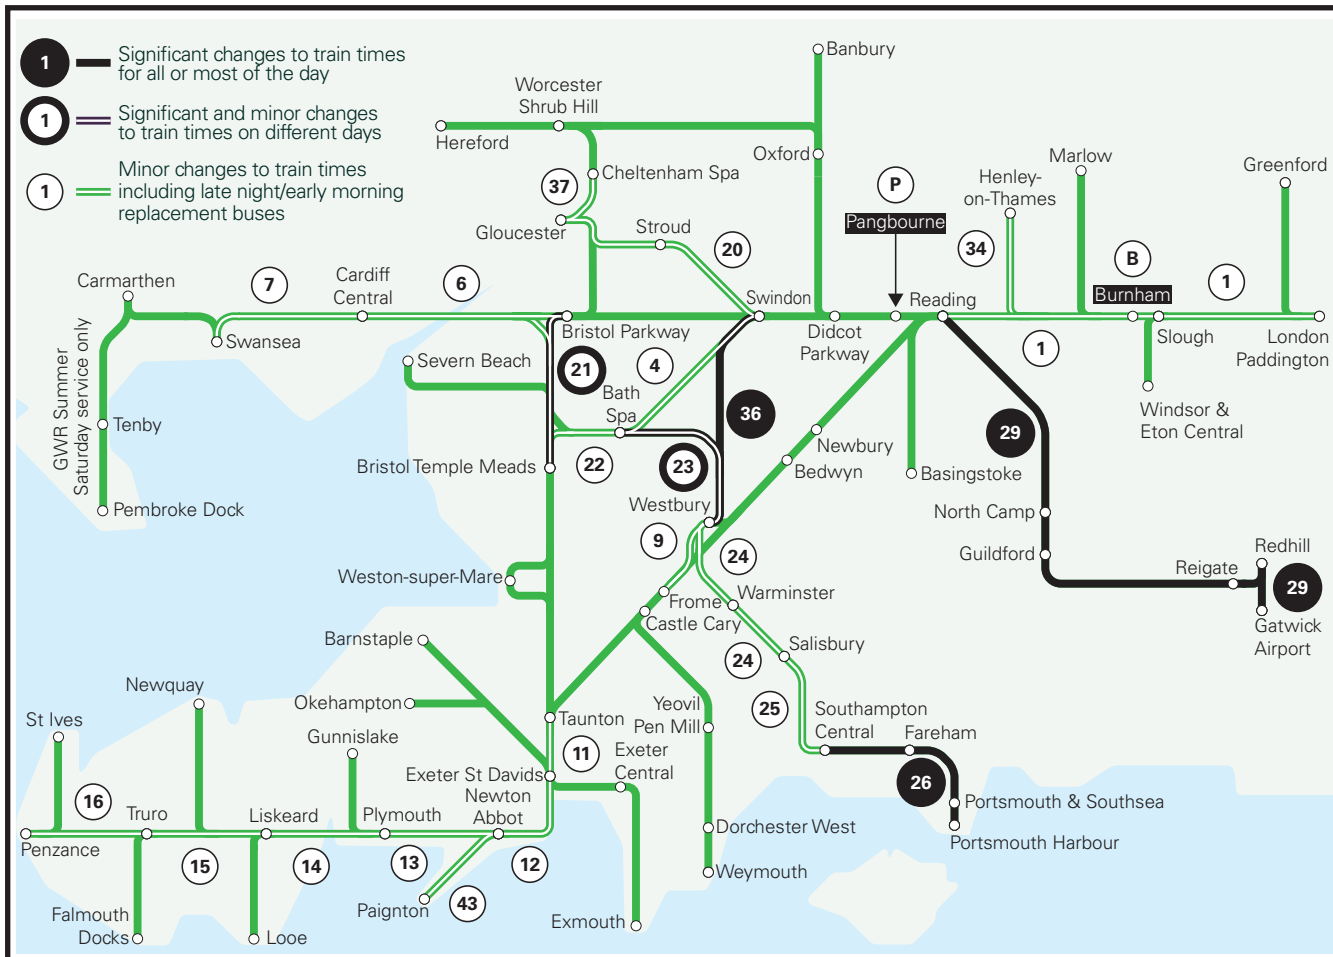 1
Significant changes to train times
for all or most of the day
1
Significant and minor changes
to train times on different days
1
Minor changes to train times
including late night/early morning
replacement buses
Banbury
Worcester
Shrub Hill
Hereford
Oxford
Marlow
Greenford
37
Cheltenham Spa
P
Henley-
on-Thames
Gloucester
Stroud
20
Pangbourne
34
B
Carmarthen
7
Cardiff
Central
6
Swindon
Reading
Burnham
1
Swansea
Bristol Parkway
Didcot
Parkway
1
Slough
London
Paddington
GWR Summer
Saturday service only
Severn Beach
21
4
Bath
Spa
36
Windsor &
Eton Central
Tenby
29
Newbury
Bristol Temple Meads
22
23
Bedwyn
Basingstoke
Pembroke Dock
Westbury
North Camp
9
24
Guildford
Redhill
Weston-super-Mare
Reigate
29
Frome
Warminster
Castle Cary
Gatwick
Airport
Barnstaple
Salisbury
24
Newquay
Okehampton
Yeovil
Pen Mill
25
Southampton
Central
Fareham
St Ives
Taunton
Gunnislake
11
Exeter
Central
Exeter St Davids
26
Newton
Abbot
16
Truro
Liskeard
Plymouth
Portsmouth & Southsea
Penzance
Dorchester West
Portsmouth Harbour
15
14
13
12
Weymouth
Paignton
43
Falmouth
Docks
Looe
Exmouth